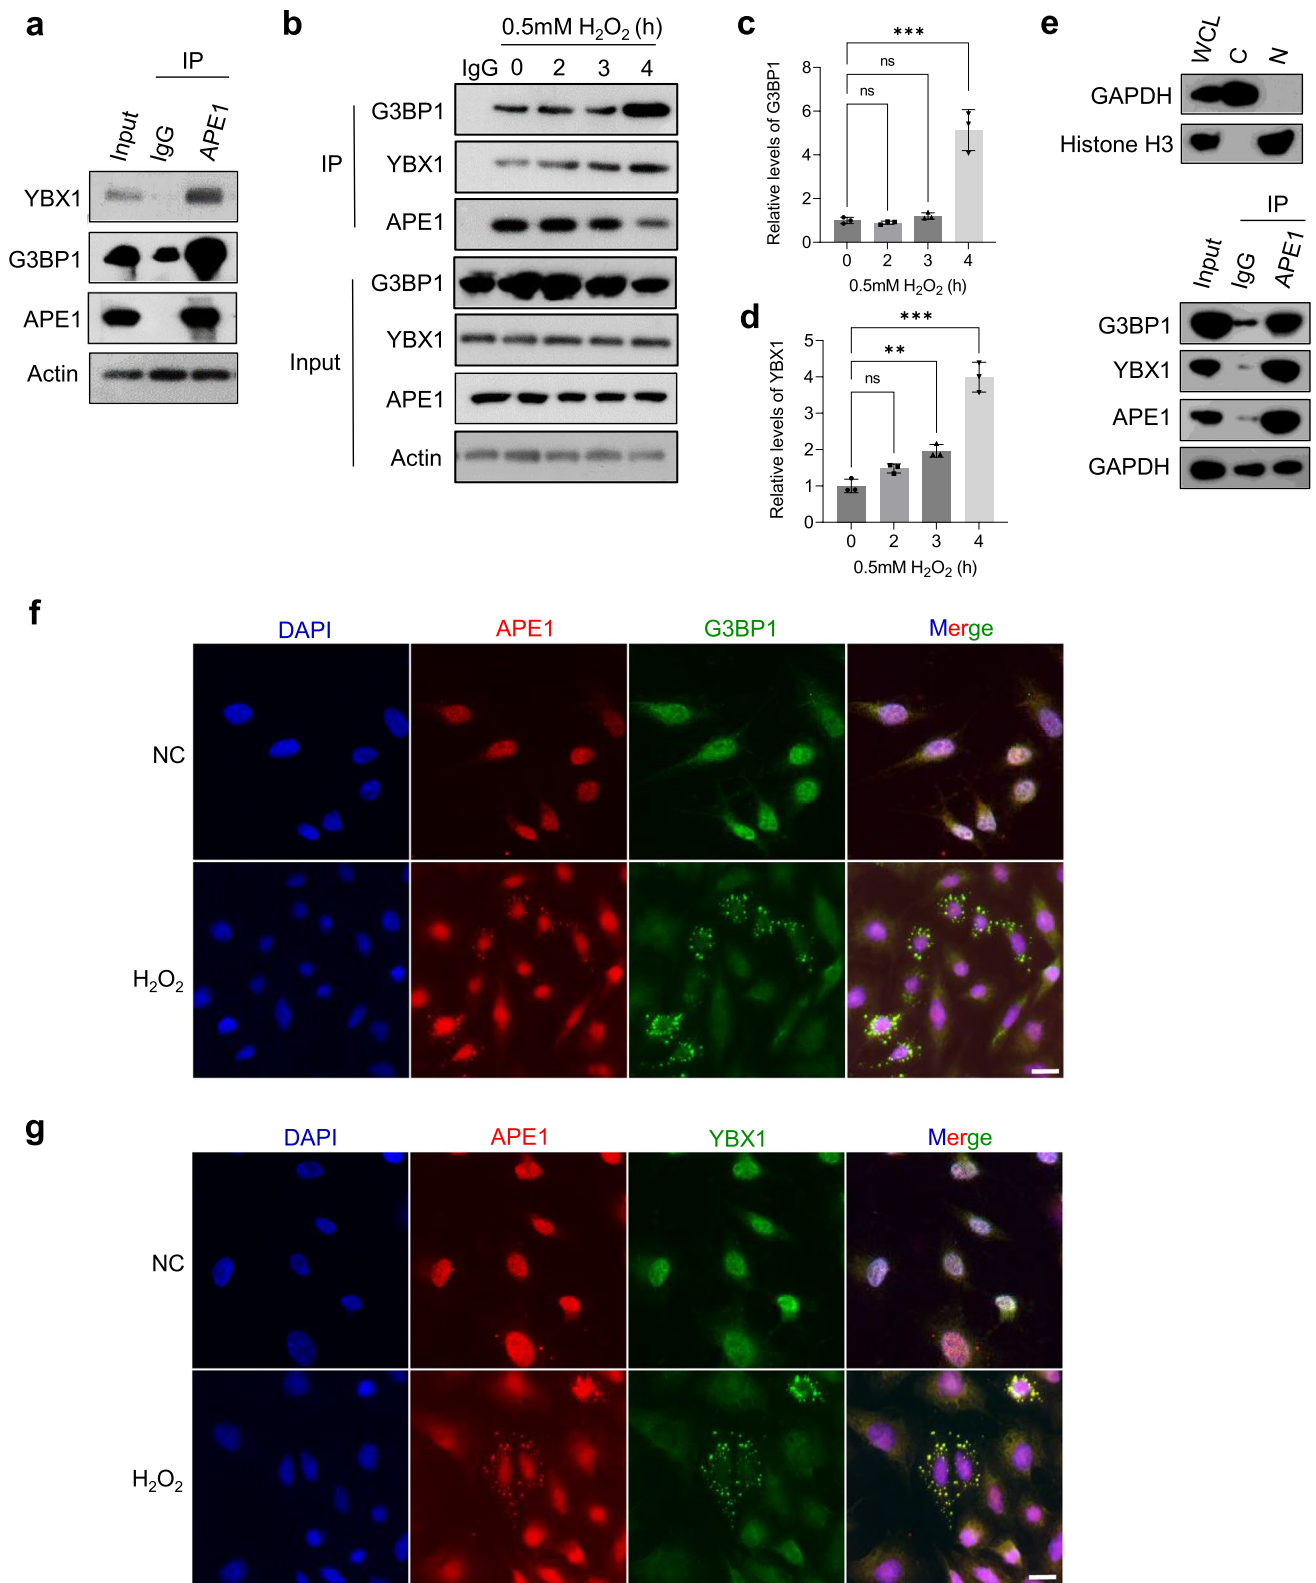 a
IP
Input
IgG
APE1
YBX1
G3BP1
APE1
Actin
b
0.5mM H₂O₂ (h)
IgG 0 2 3 4
IP
G3BP1
YBX1
APE1
Input
G3BP1
YBX1
APE1
Actin
c
Relative levels of G3BP1
8
6
4
2
0
***
ns
ns
0 2 3 4
0.5mM H₂O₂ (h)
d
Relative levels of YBX1
5
4
3
2
1
0
***
**
ns
0 2 3 4
0.5mM H₂O₂ (h)
e
WCL
C
N
GAPDH
Histone H3
IP
Input
IgG
APE1
G3BP1
YBX1
APE1
GAPDH
f
DAPI APE1 G3BP1 Merge
NC
H₂O₂
g
DAPI APE1 YBX1 Merge
NC
H₂O₂